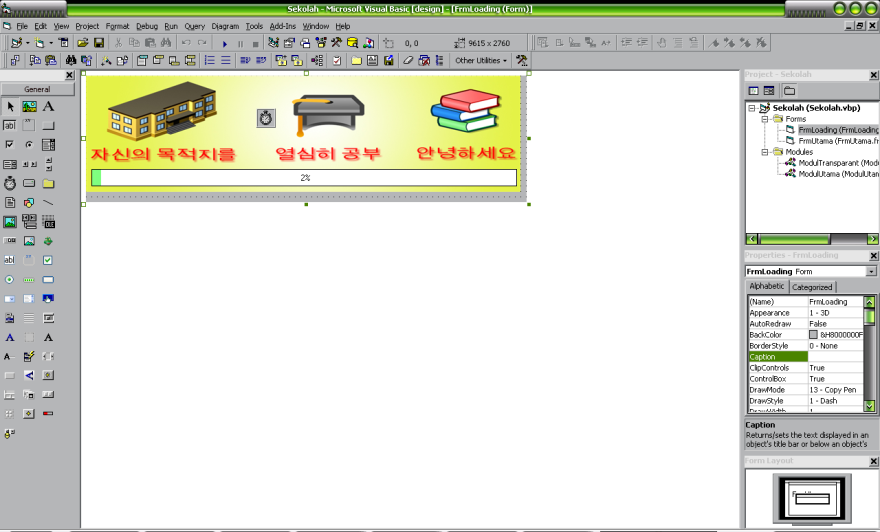 Sekolah - Microsoft Visual Basic [design] - [FrmLoading (Form)]
File Edit View Project Format Debug Run Query Diagram Tools Add-Ins Window Help
0, 0 9615 x 2760
Other Utilities
General
자신의 목적지를 열심히 공부 안녕하세요
2%
Project - Sekolah
Sekolah (Sekolah.vbp)
Forms
FrmLoading (FrmLoading
FrmUtama (FrmUtama.fr
Modules
ModulTransparant (Modu
ModulUtama (ModulUtan
Properties - FrmLoading
FrmLoading Form
Alphabetic Categorized
(Name) FrmLoading
Appearance 1 - 3D
AutoRedraw False
BackColor &H8000000F
BorderStyle 0 - None
Caption
ClipControls True
ControlBox True
DrawMode 13 - Copy Pen
DrawStyle 1 - Dash
DrawWidth 1
Caption
Returns/sets the text displayed in an
object's title bar or below an object's
Form Layout